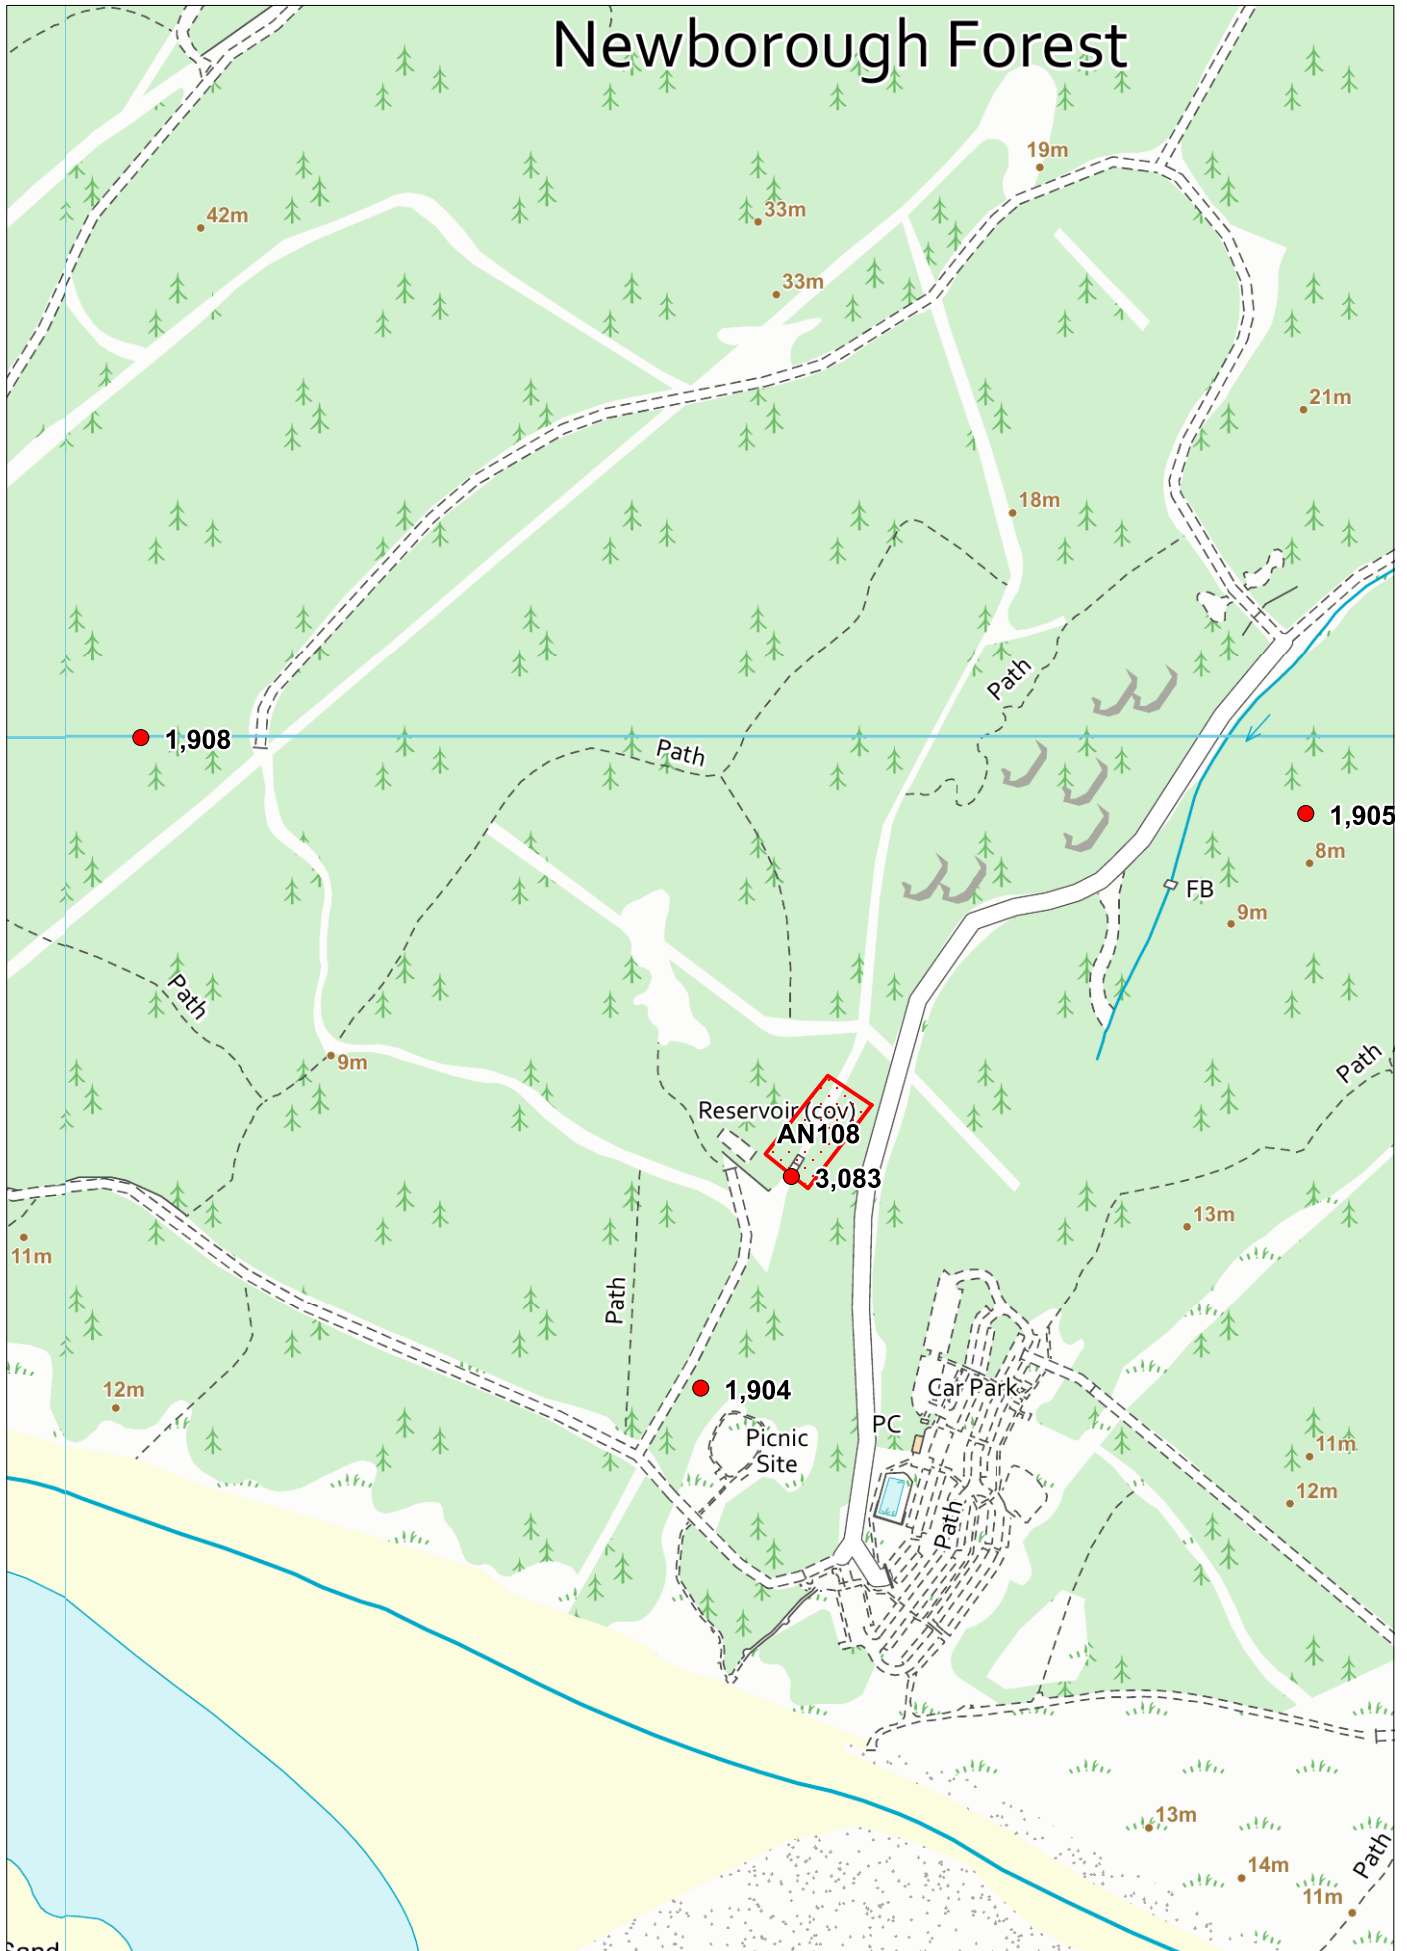 Newborough Forest
19m
42m
33m
33m
21m
18m
Path
1,908
Path
1,905
8m
FB
9m
Path
9m
Path
Reservoir (cov)
AN108
3,083
13m
11m
Path
12m
1,904
Car Park
PC
Picnic
Site
11m
12m
Path
13m
Path
14m
11m